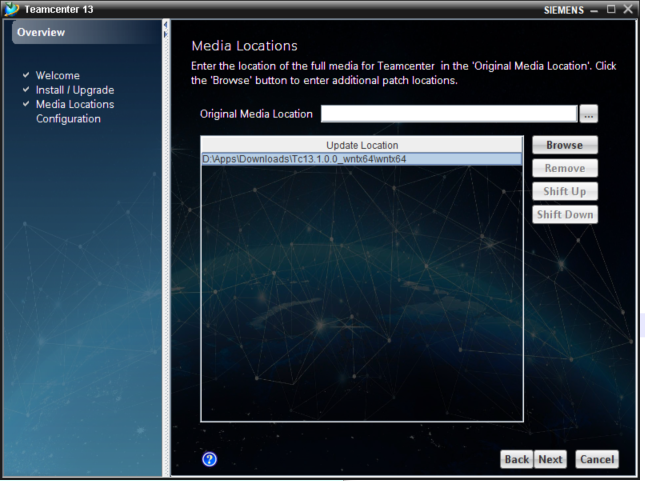 Teamcenter 13
SIEMENS
Overview
Welcome
Install / Upgrade
Media Locations
Configuration
Media Locations
Enter the location of the full media for Teamcenter in the 'Original Media Location'. Click
the 'Browse' button to enter additional patch locations.
Original Media Location
...
Update Location
D:\Apps\Downloads\Tc13.1.0.0_wntx64\wntx64
Browse
Remove
Shift Up
Shift Down
?
Back Next Cancel